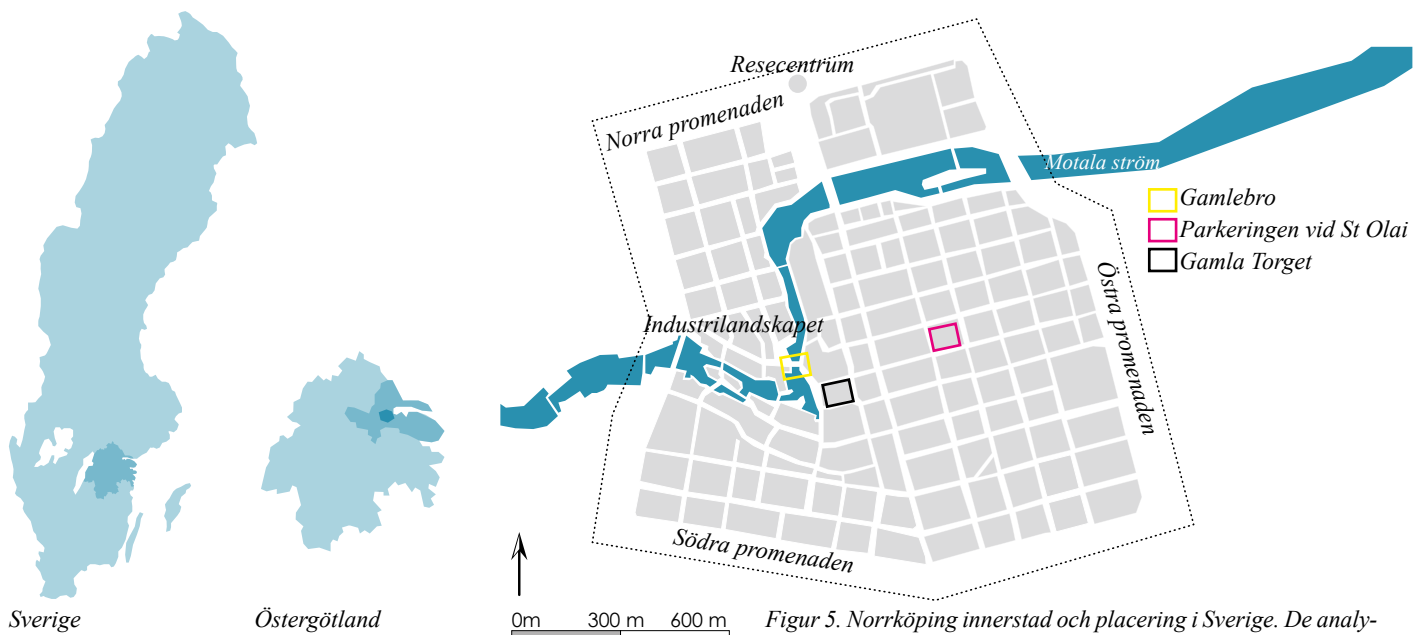 Resecentrum
Norra promenaden
Motala ström
Gamlebro
Parkeringen vid St Olai
Gamla Torget
Östra promenaden
Industrilandskapet
Södra promenaden
Sverige
Östergötland
0m 300 m 600 m
Figur 5. Norrköping innerstad och placering i Sverige. De analy-